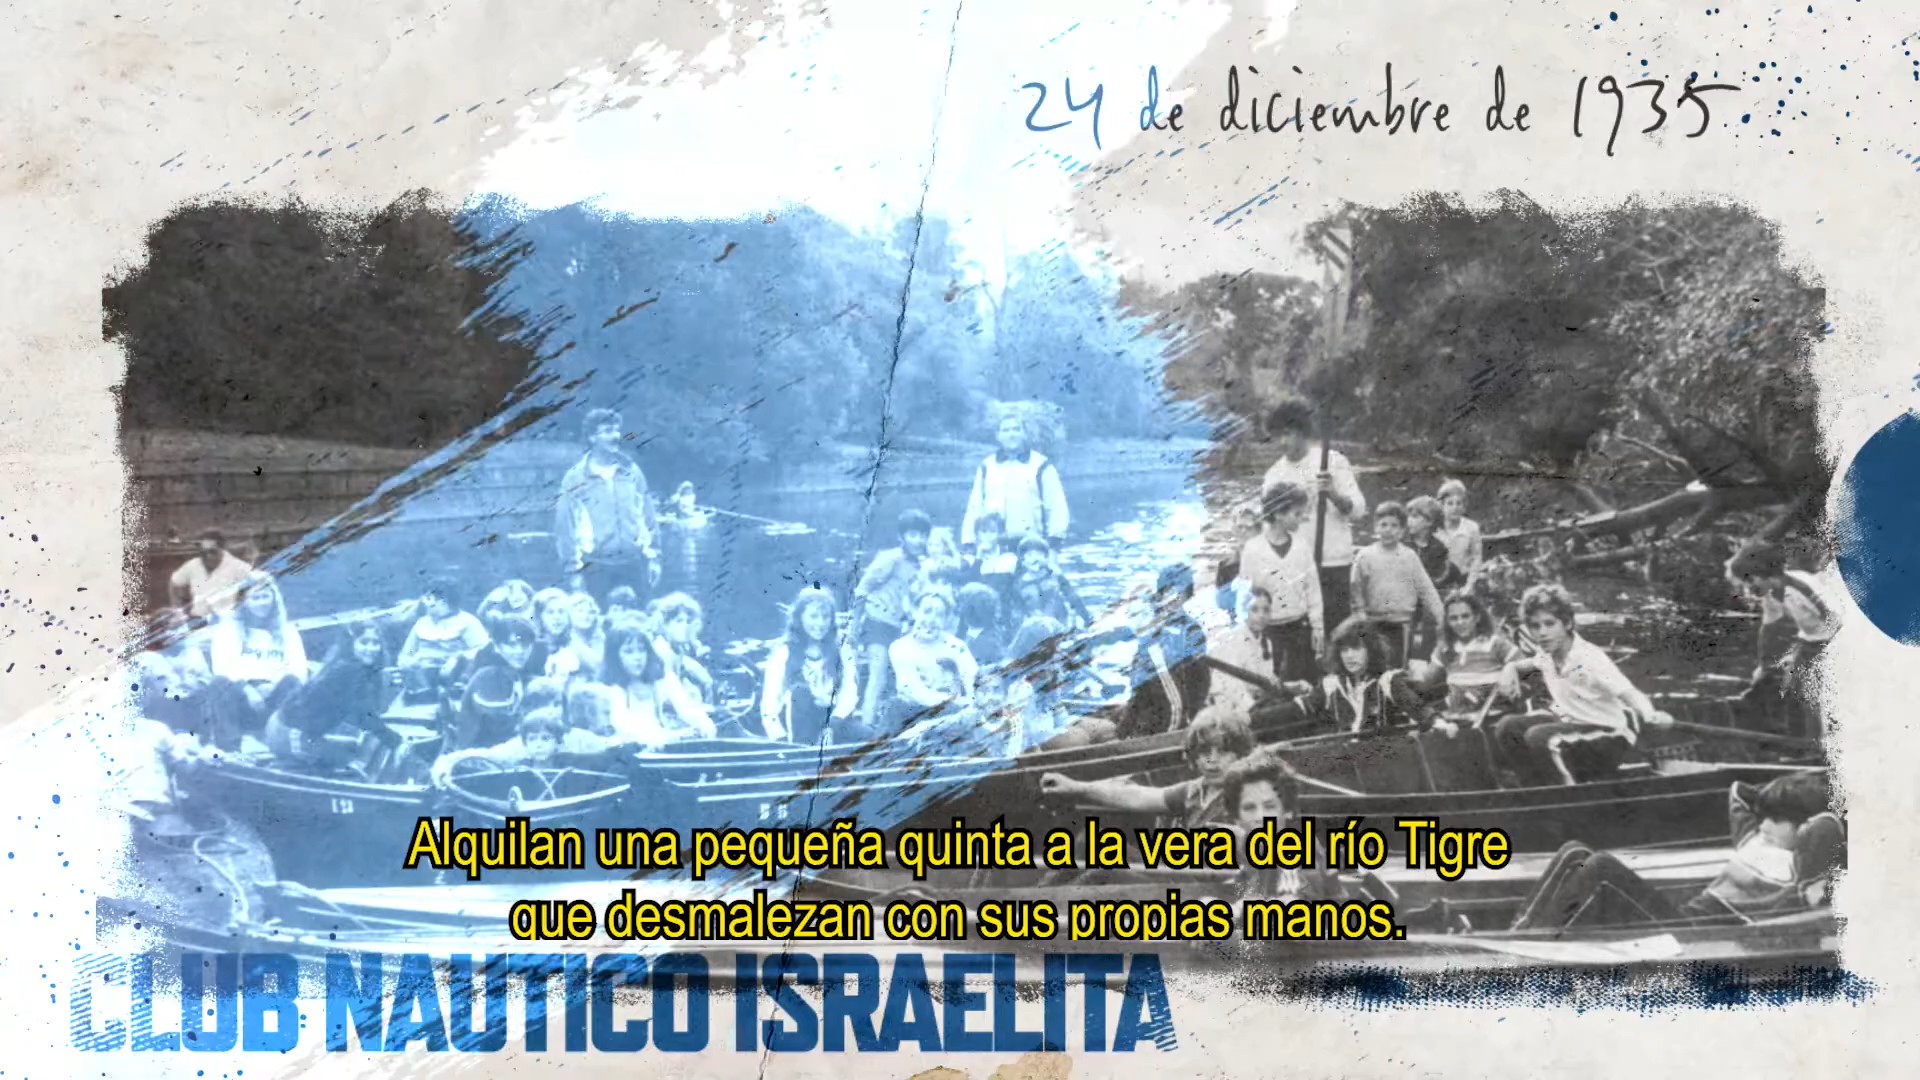 24 de diciembre de 1935
Alquilan una pequeña quinta a la vera del río Tigre
que desmalezan con sus propias manos.
CLUB NAUTICO ISRAELITA